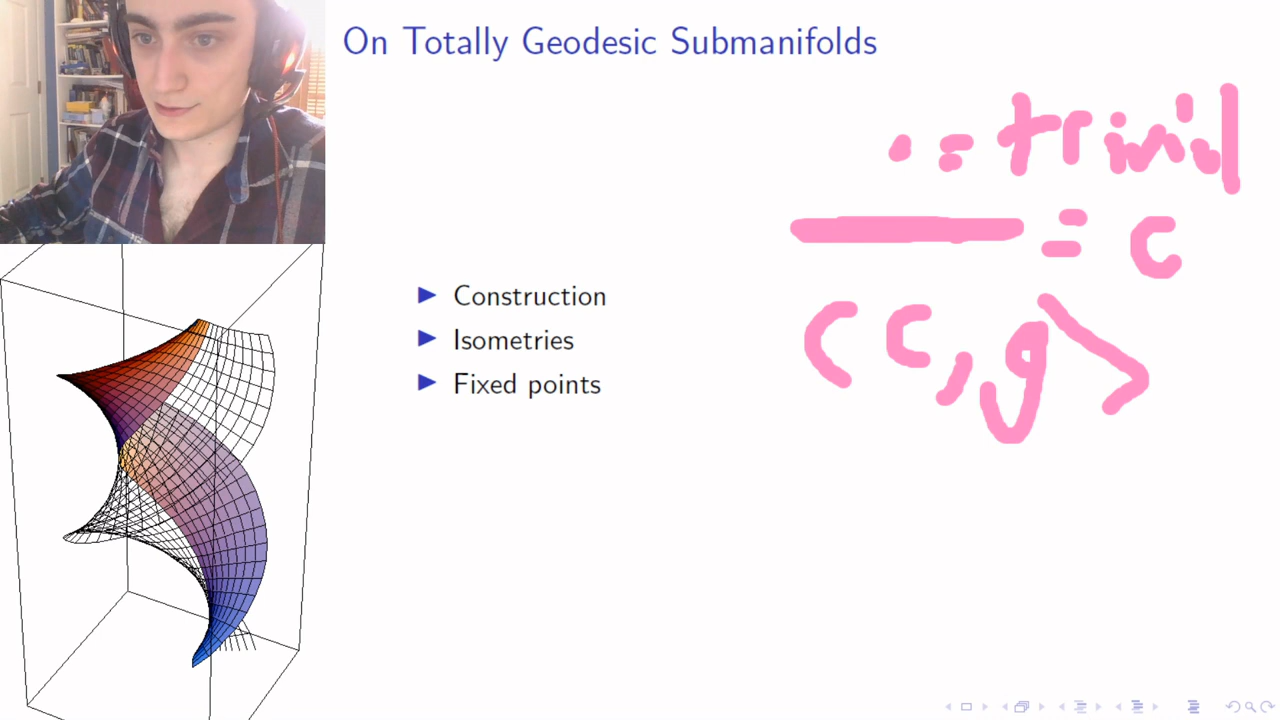 On Totally Geodesic Submanifolds
. = trivial
= c
Construction
(c,g)
Isometries
Fixed points